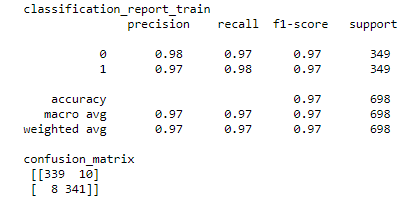 classification_report_train
precision recall f1-score support
0 0.98 0.97 0.97 349
1 0.97 0.98 0.97 349
accuracy 0.97 698
macro avg 0.97 0.97 0.97 698
weighted avg 0.97 0.97 0.97 698
confusion_matrix
[[339 10]
[ 8 341]]